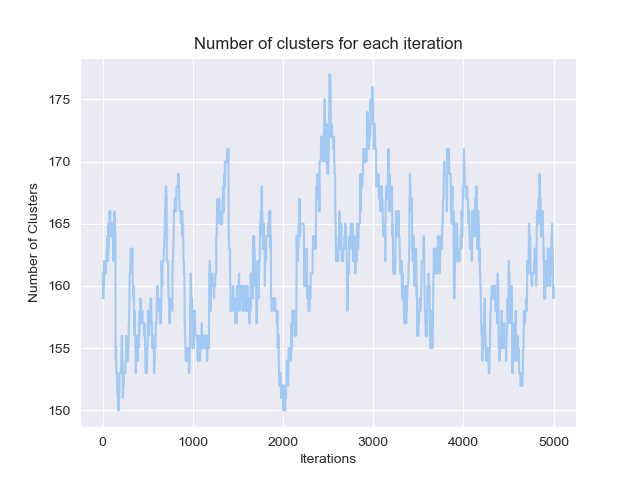 Number of clusters for each iteration
175
170
165
160
155
150
Number of Clusters
0 1000 2000 3000 4000 5000
Iterations